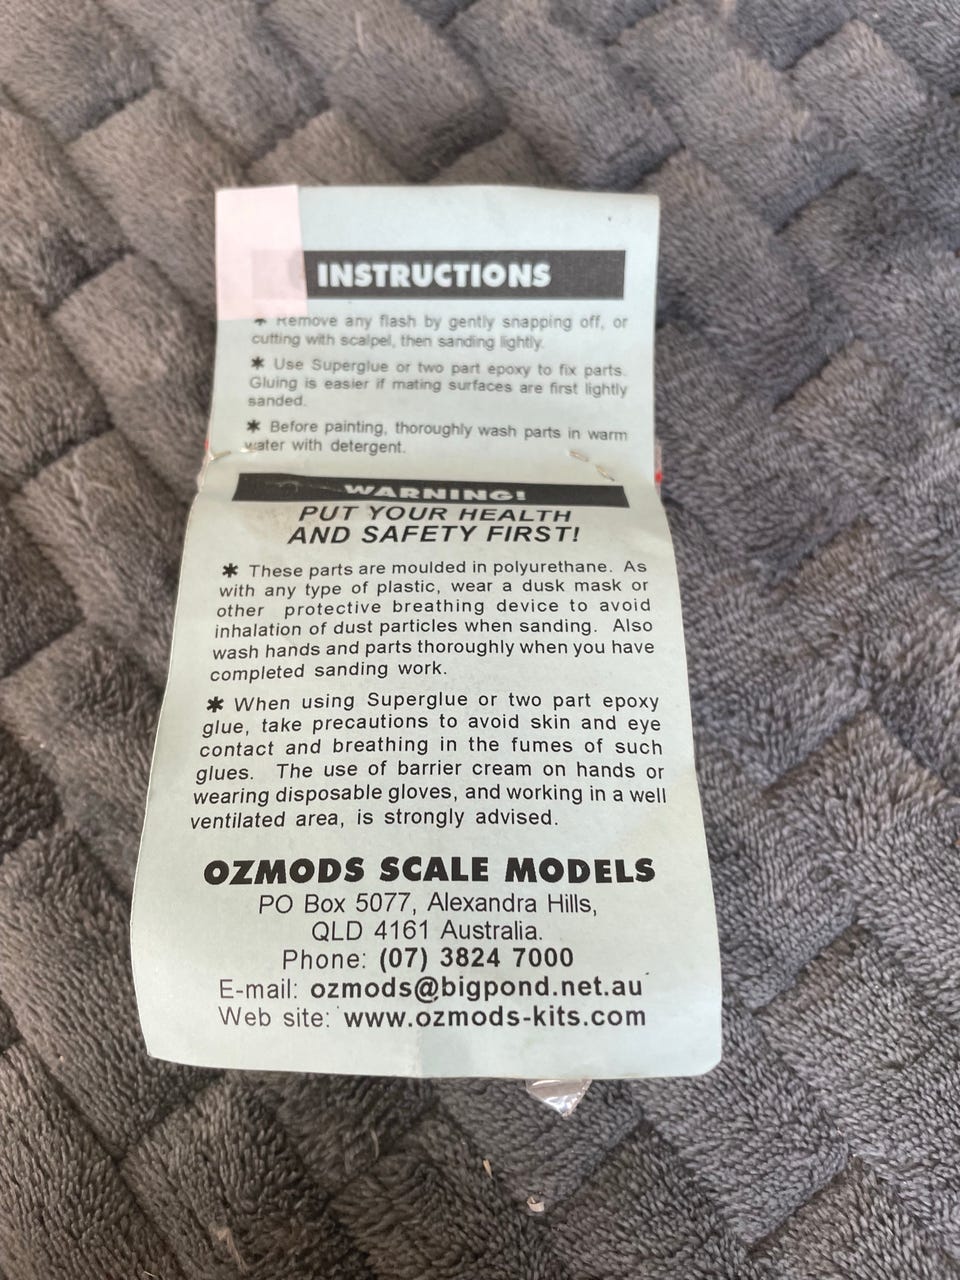 INSTRUCTIONS
* Remove any flash by gently snapping off, or
cutting with scalpel, then sanding lightly.
* Use Superglue or two part epoxy to fix parts.
Gluing is easier if mating surfaces are first lightly
sanded.
* Before painting, thoroughly wash parts in warm
water with detergent.
WARNING!
PUT YOUR HEALTH
AND SAFETY FIRST!
* These parts are moulded in polyurethane. As
with any type of plastic, wear a dusk mask or
other protective breathing device to avoid
inhalation of dust particles when sanding. Also
wash hands and parts thoroughly when you have
completed sanding work.
* When using Superglue or two part epoxy
glue, take precautions to avoid skin and eye
contact and breathing in the fumes of such
glues. The use of barrier cream on hands or
wearing disposable gloves, and working in a well
ventilated area, is strongly advised.
OZMODS SCALE MODELS
PO Box 5077, Alexandra Hills,
QLD 4161 Australia.
Phone: (07) 3824 7000
E-mail: ozmods@bigpond.net.au
Web site: www.ozmods-kits.com